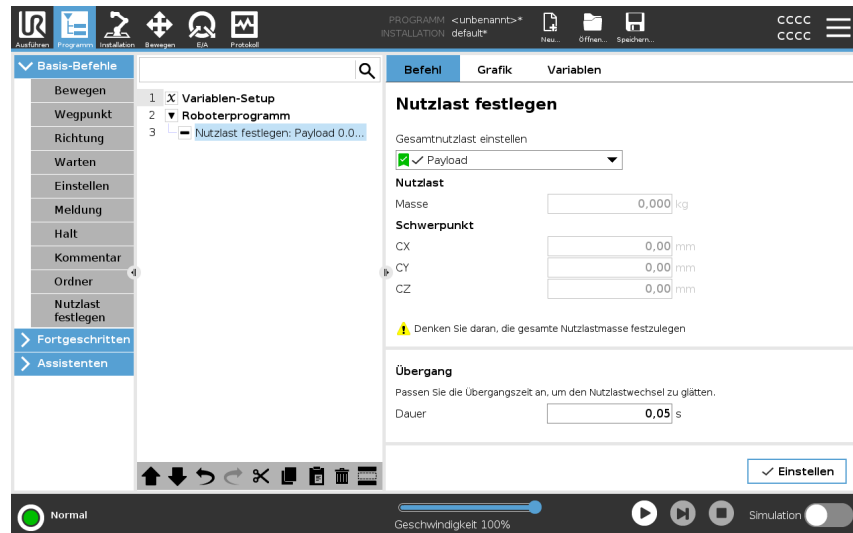 UR
PROGRAMM <unbenannt>*
INSTALLATION default*
Neu...
Öffnen...
Speichern...
CCCC
CCCC
Ausführen
Programm
Installation
Bewegen
E/A
Protokoll
Basis-Befehle
Bewegen
Wegpunkt
Richtung
Warten
Einstellen
Meldung
Halt
Kommentar
Ordner
Nutzlast
festlegen
Fortgeschritten
Assistenten
1 X Variablen-Setup
2 Roboterprogramm
3 Nutzlast festlegen: Payload 0.0...
Befehl Grafik Variablen
Nutzlast festlegen
Gesamtnutzlast einstellen
Payload
Nutzlast
Masse 0,000 kg
Schwerpunkt
CX 0,00 mm
CY 0,00 mm
CZ 0,00 mm
Denken Sie daran, die gesamte Nutzlastmasse festzulegen
Übergang
Passen Sie die Übergangszeit an, um den Nutzlastwechsel zu glätten.
Dauer 0,05 s
Einstellen
Normal
Geschwindigkeit 100%
Simulation